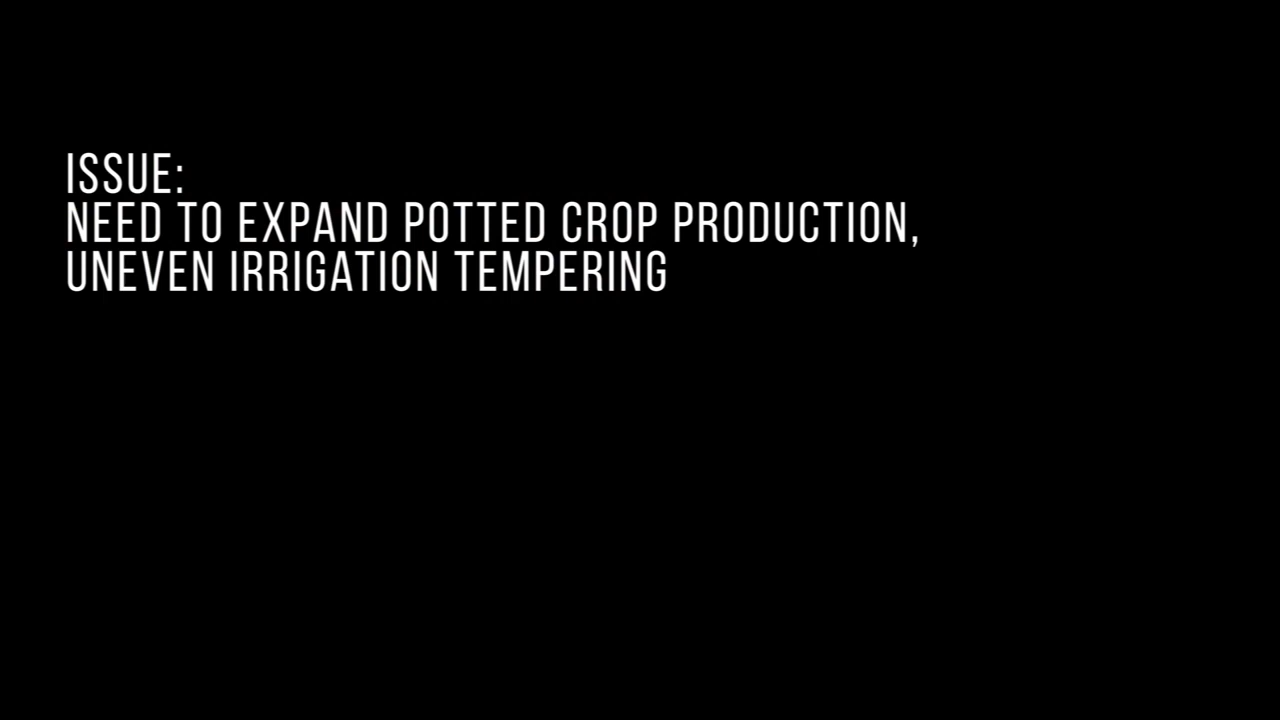 ISSUE:
NEED TO EXPAND POTTED CROP PRODUCTION,
UNEVEN IRRIGATION TEMPERING